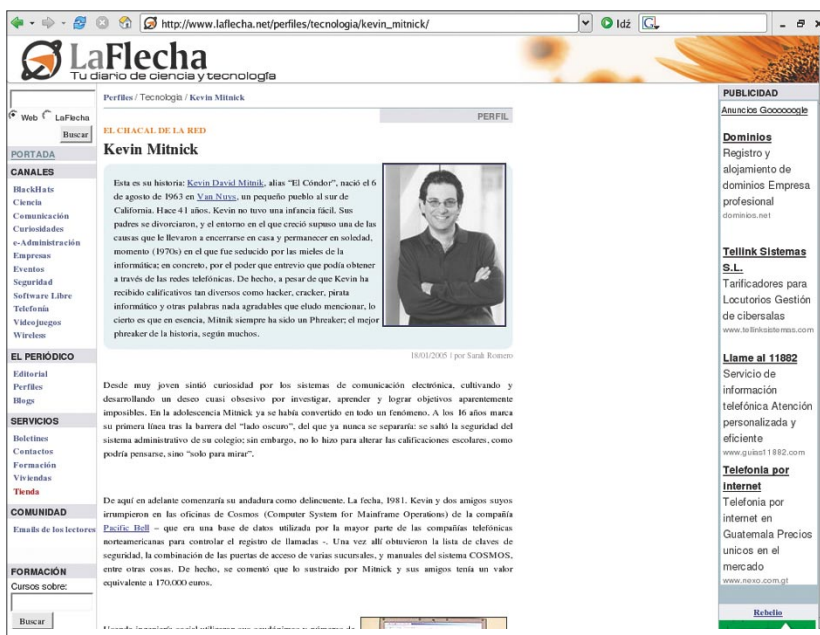 http://www.laflecha.net/perfiles/tecnologia/kevin_mitnick/
Idź
LaFlecha
Tu diario de ciencia y tecnología
Web LaFlecha
Buscar
PORTADA
CANALES
BlackHats
Ciencia
Comunicación
Curiosidades
e-Administración
Empresas
Eventos
Seguridad
Software Libre
Telefonía
Videojuegos
Wireless
EL PERIÓDICO
Editorial
Perfiles
Blogs
SERVICIOS
Boletines
Contactos
Formación
Viviendas
Tienda
COMUNIDAD
Emails de los lectores
FORMACIÓN
Cursos sobre:
Buscar
Perfiles / Tecnología / Kevin Mitnick
PERFIL
EL CHACAL DE LA RED
Kevin Mitnick
Esta es su historia: Kevin David Mitnik, alias “El Cóndor”, nació el 6
de agosto de 1963 en Van Nuys, un pequeño pueblo al sur de
California. Hace 41 años. Kevin no tuvo una infancia fácil. Sus
padres se divorciaron, y el entorno en el que creció supuso una de las
causas que le llevaron a encerrarse en casa y permanecer en soledad,
momento (1970s) en el que fue seducido por las mieles de la
informática; en concreto, por el poder que entrevio que podía obtener
a través de las redes telefónicas. De hecho, a pesar de que Kevin ha
recibido calificativos tan diversos como hacker, cracker, pirata
informático y otras palabras nada agradables que eludo mencionar, lo
cierto es que en esencia, Mitnik siempre ha sido un Phreaker; el mejor
phreaker de la historia, según muchos.
18/01/2005 | por Sarah Romero
Desde muy joven sintió curiosidad por los sistemas de comunicación electrónica, cultivando y
desarrollando un deseo cuasi obsesivo por investigar, aprender y lograr objetivos aparentemente
imposibles. En la adolescencia Mitnick ya se había convertido en todo un fenómeno. A los 16 años marca
su primera línea tras la barrera del “lado oscuro”, del que ya nunca se separaría: se saltó la seguridad del
sistema administrativo de su colegio; sin embargo, no lo hizo para alterar las calificaciones escolares, como
podría pensarse, sino “solo para mirar”.
De aquí en adelante comenzaría su andadura como delincuente. La fecha, 1981. Kevin y dos amigos suyos
irrumpieron en las oficinas de Cosmos (Computer System for Mainframe Operations) de la compañía
Pacific Bell – que era una base de datos utilizada por la mayor parte de las compañías telefónicas
norteamericanas para controlar el registro de llamadas -. Una vez allí obtuvieron la lista de claves de
seguridad, la combinación de las puertas de acceso de varias sucursales, y manuales del sistema COSMOS,
entre otras cosas. De hecho, se comentó que lo sustraido por Mitnick y sus amigos tenía un valor
equivalente a 170.000 euros.
PUBLICIDAD
Anuncios Goooooogle
Dominios
Registro y
alojamiento de
dominios Empresa
profesional
dominios.net
Tellink Sistemas
S.L.
Tarificadores para
Locutorios Gestión
de cibersalas
www.tellinksistemas.com
Llame al 11882
Servicio de
información
telefónica Atención
personalizada y
eficiente
www.guias11882.com
Telefonia por
internet
Telefonia por
internet en
Guatemala Precios
unicos en el
mercado
www.nexo.com.gt
Rebelio